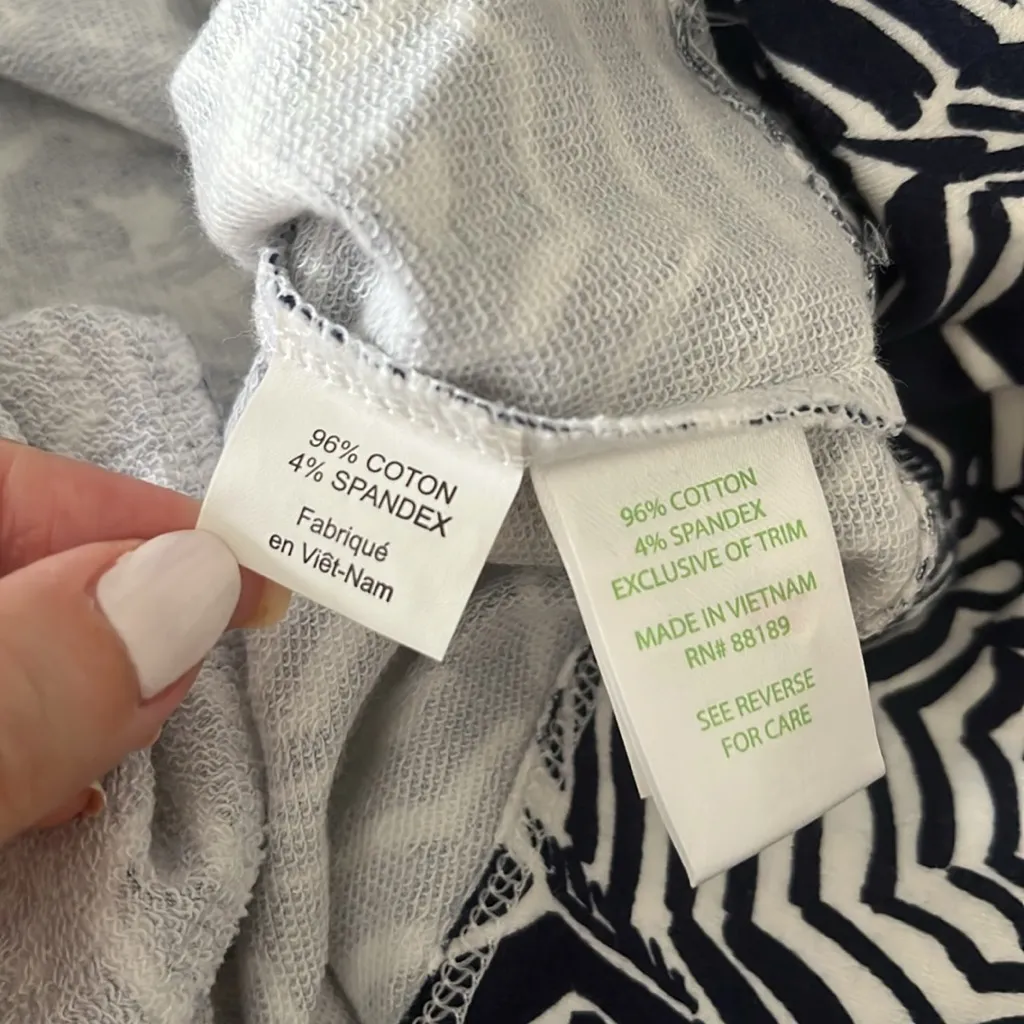 96% COTON
4% SPANDEX
Fabriqué
en Viêt-Nam
96% COTTON
4% SPANDEX
EXCLUSIVE OF TRIM
MADE IN VIETNAM
RN# 88189
SEE REVERSE
FOR CARE